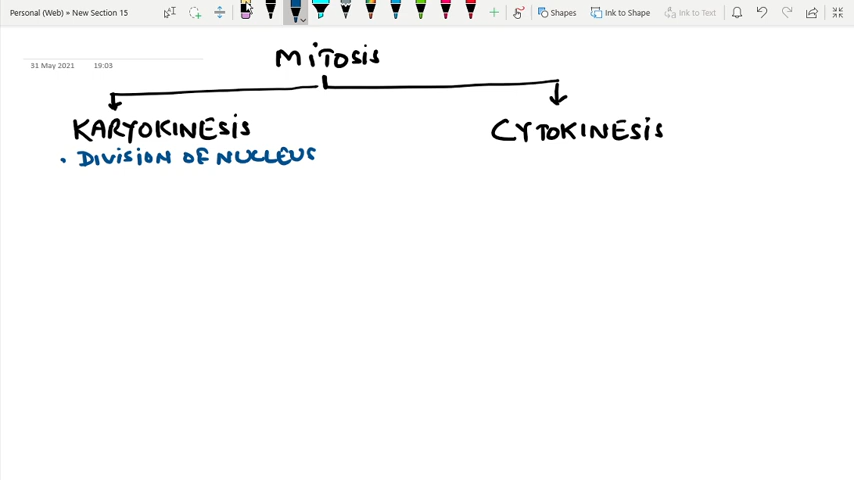 Personal (Web) » New Section 15
Shapes
Ink to Shape
Ink to Text
31 May 2021 19:03
MiTOSiS
KARYOKINESiS
CYTOKINESiS
• DIVISION OF NUCLEUS